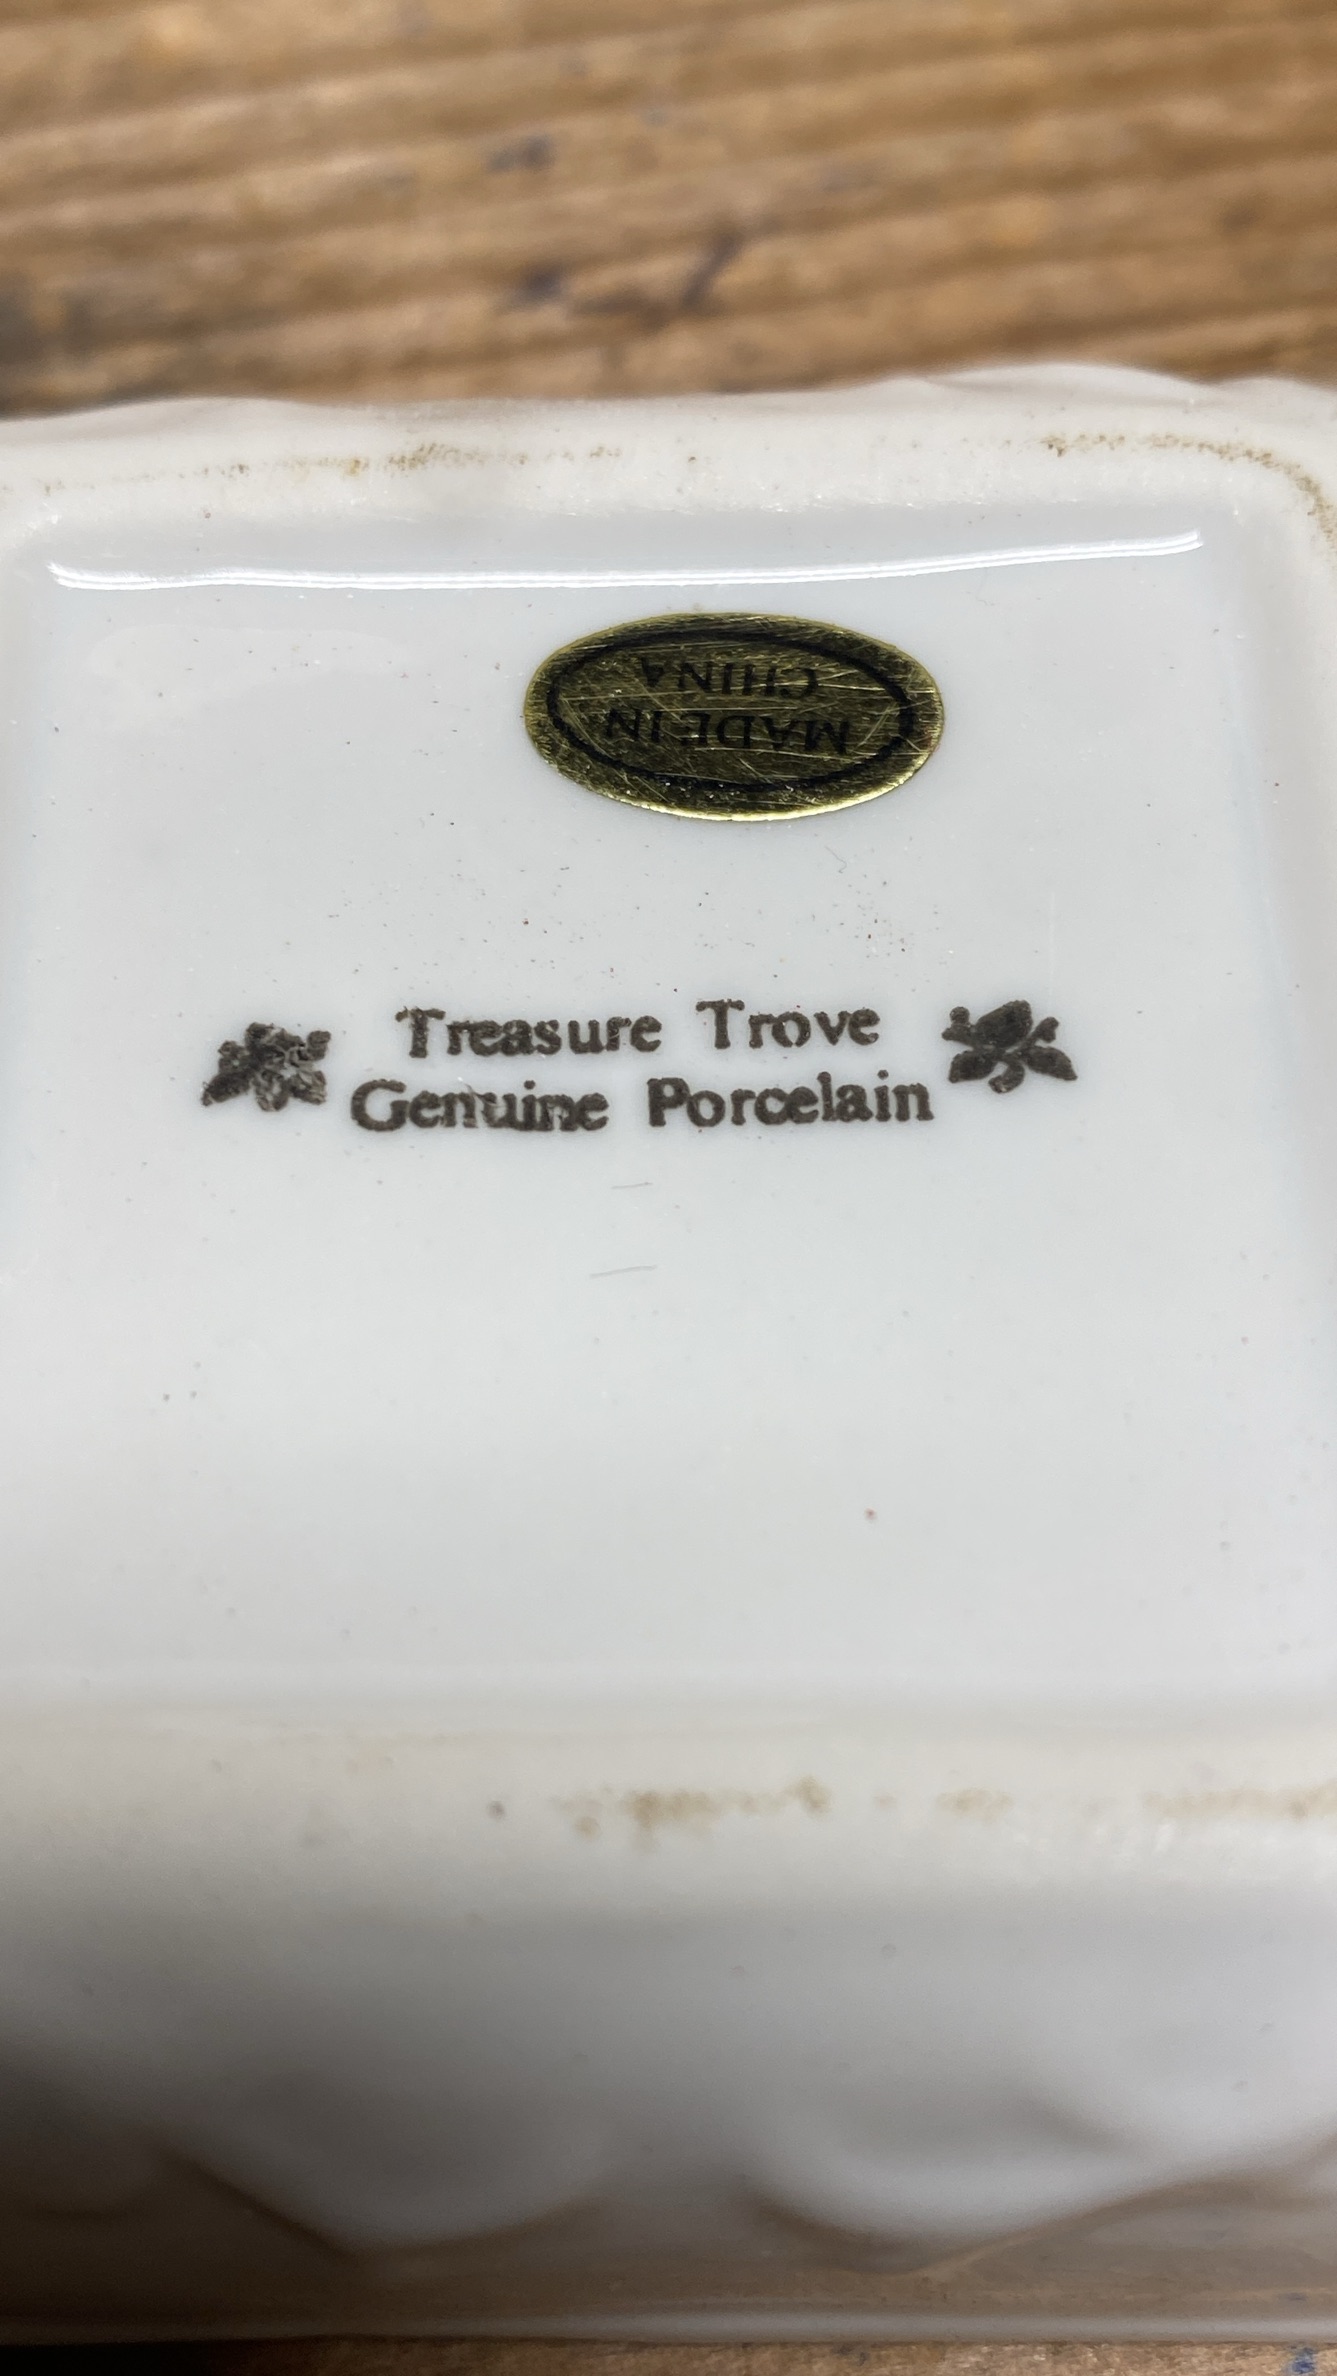 MADE IN
CHINA
Treasure Trove
Genuine Porcelain